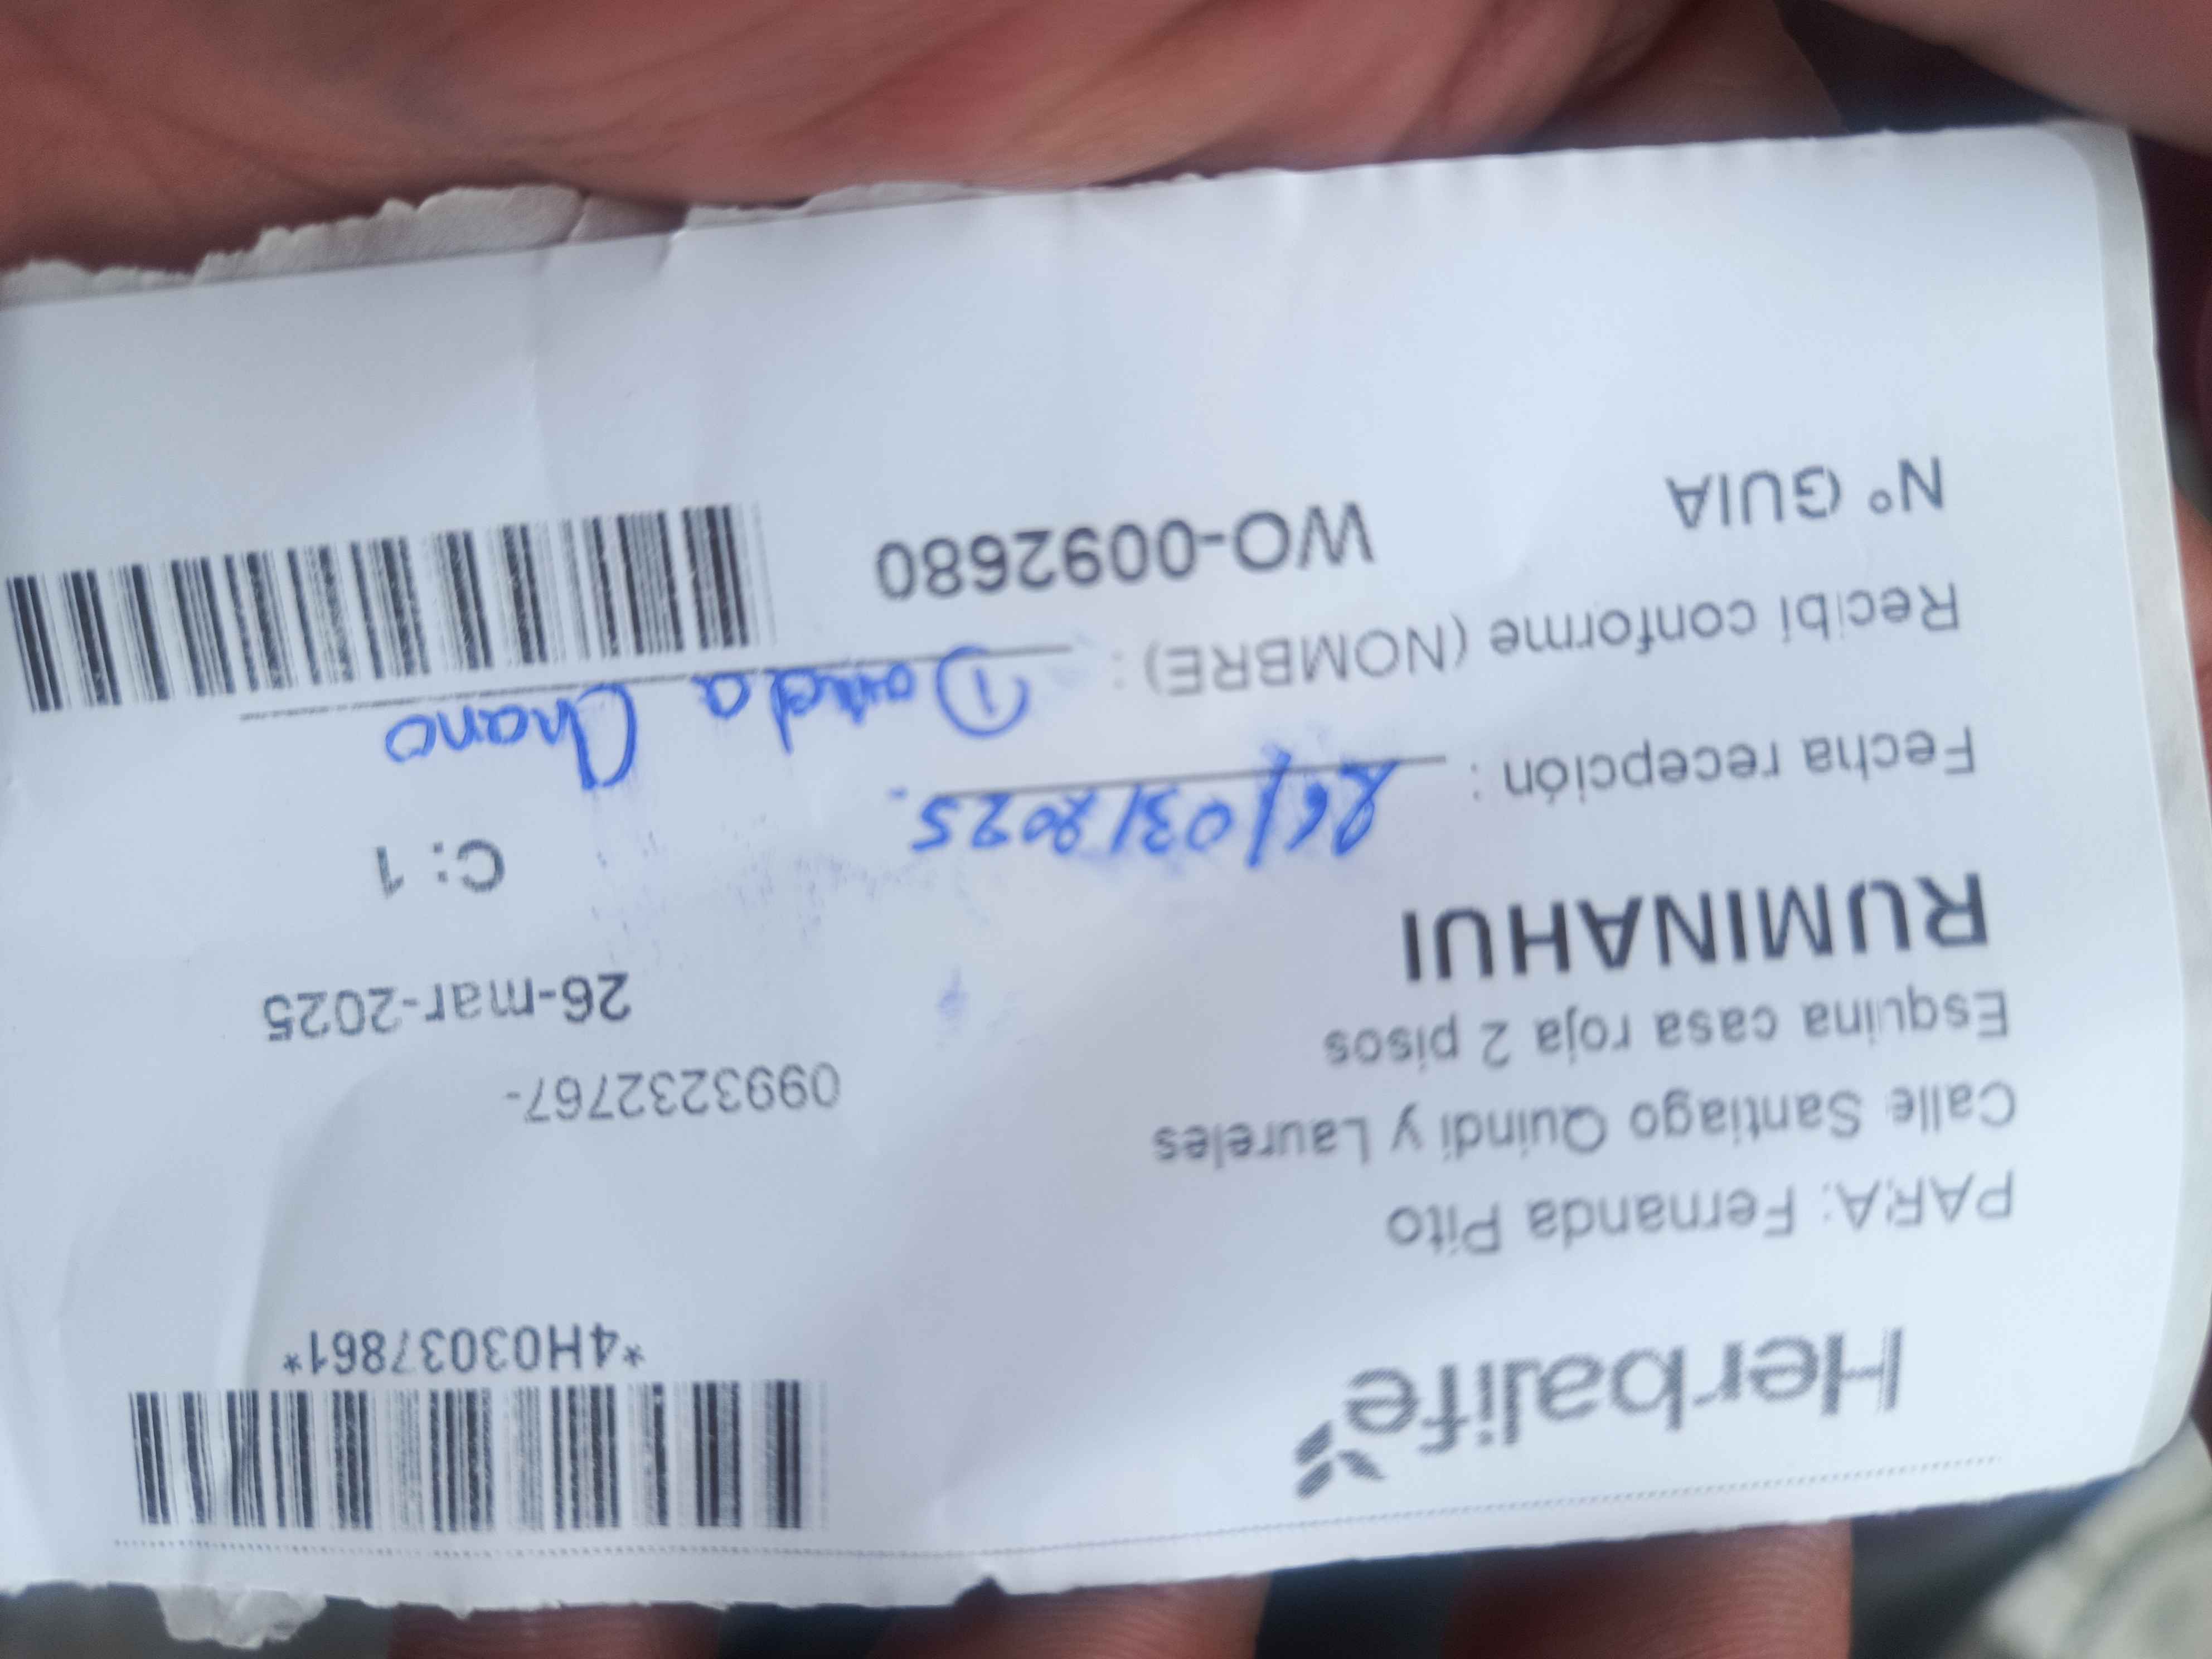 Herbalife
*4H03037861*
PARA: Fernanda Pito
Calle Santiago Quindi y Laureles
0993232767-
Esquina casa roja 2 pisos
26-mar-2025
RUMINAHUI
C: 1
Fecha recepción : 26/03/2025.
Recibi conforme (NOMBRE) : Chano
N° GUIA WO-0092680